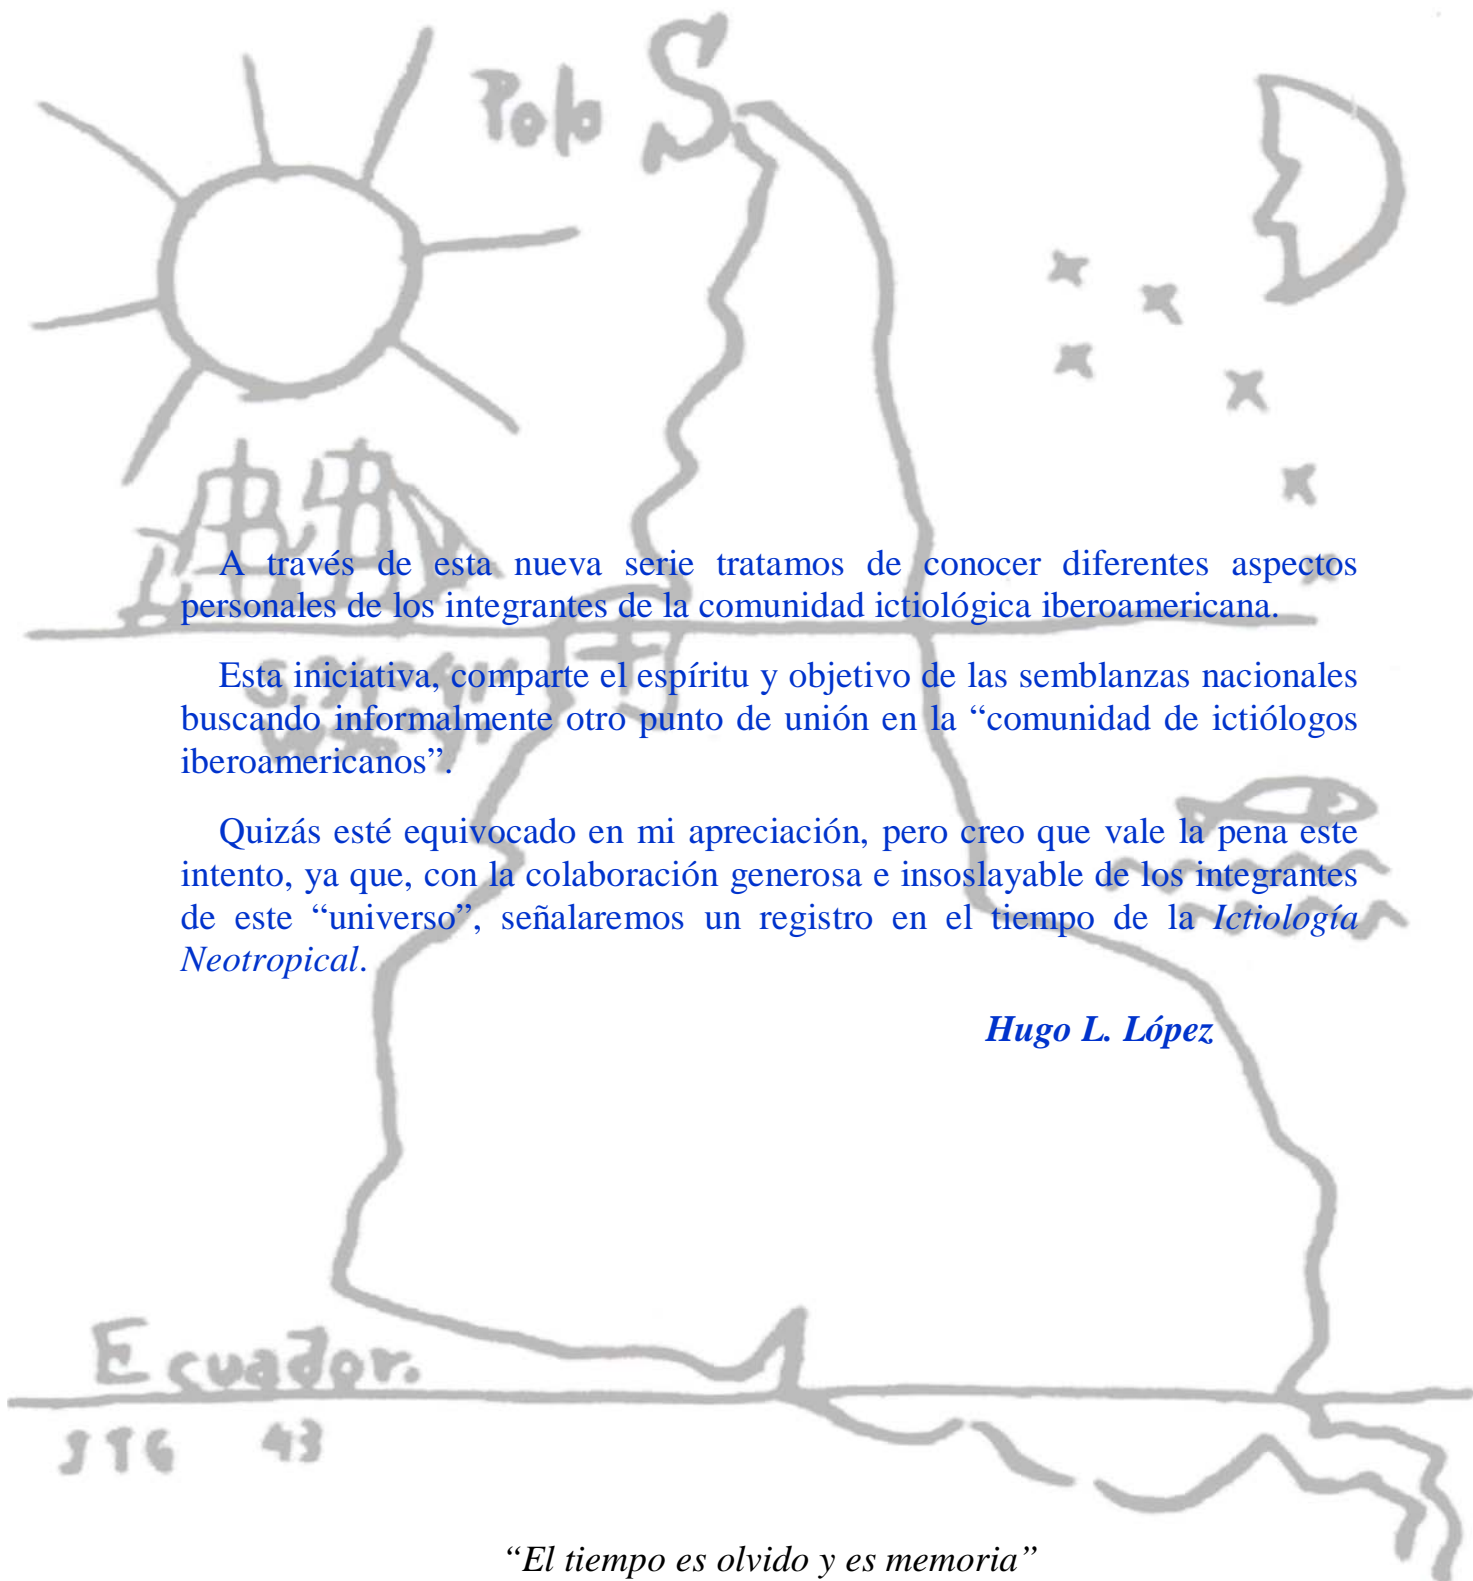 Polo S
A través de esta nueva serie tratamos de conocer diferentes aspectos
personales de los integrantes de la comunidad ictiológica iberoamericana.
Esta iniciativa, comparte el espíritu y objetivo de las semblanzas nacionales
buscando informalmente otro punto de unión en la “comunidad de ictiólogos
iberoamericanos”.
Quizás esté equivocado en mi apreciación, pero creo que vale la pena este
intento, ya que, con la colaboración generosa e insoslayable de los integrantes
de este “universo”, señalaremos un registro en el tiempo de la Ictiología
Neotropical.
Hugo L. López
Ecuador.
JTG 43
“El tiempo es olvido y es memoria”